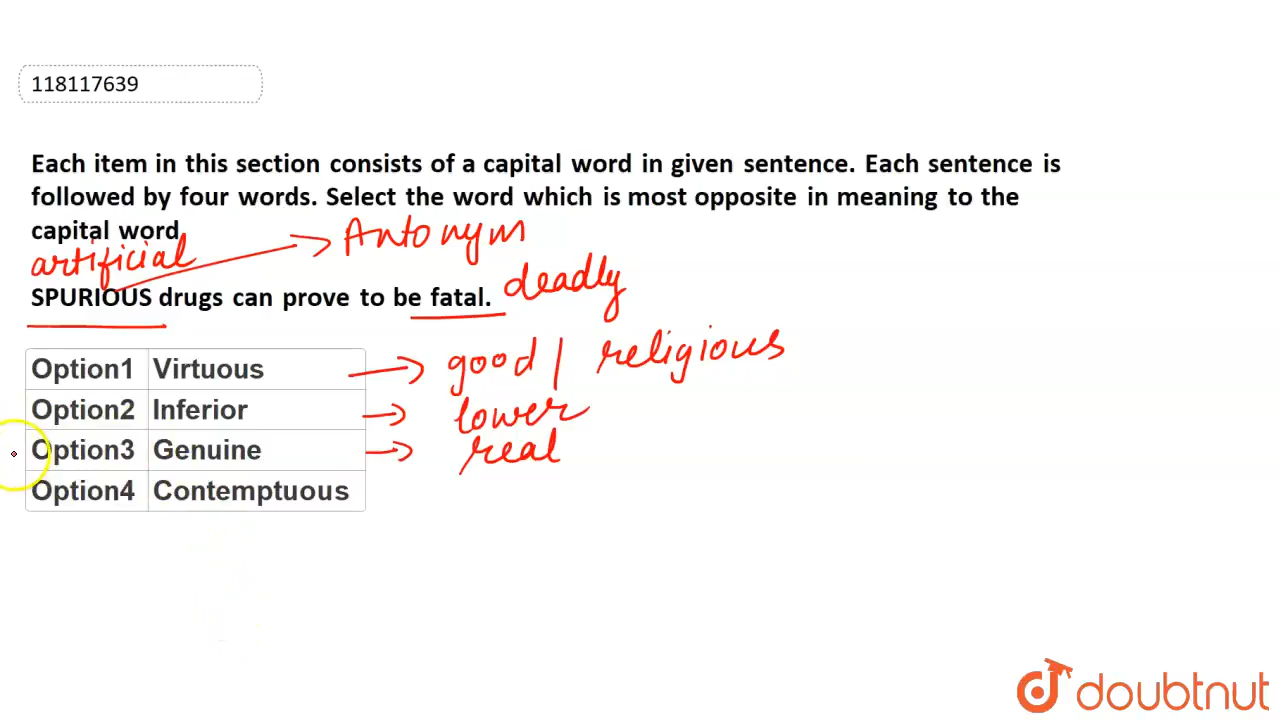 118117639
Each item in this section consists of a capital word in given sentence. Each sentence is
followed by four words. Select the word which is most opposite in meaning to the
capital word
Antonym
artificial
SPURIOUS drugs can prove to be fatal. deadly
Option1 Virtuous good | religious
Option2 Inferior lower
Option3 Genuine real
Option4 Contemptuous
doubtnut